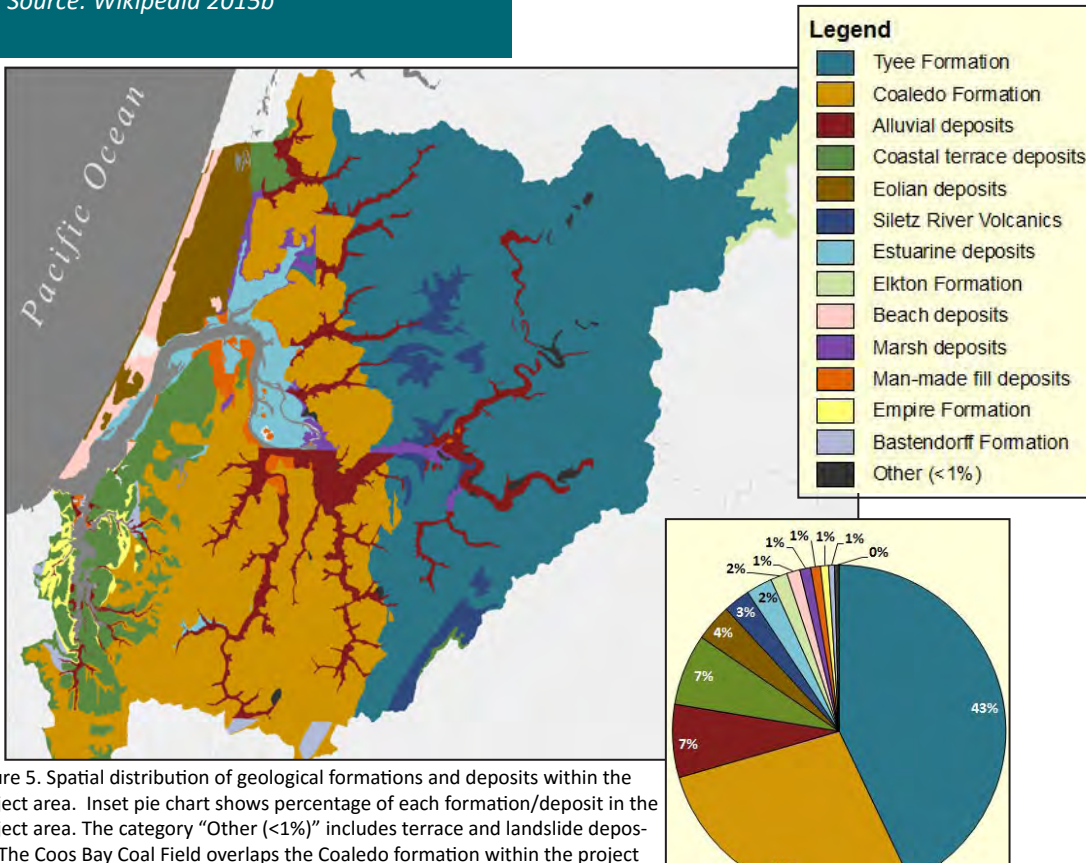 Source: Wikipedia 2015b
Pacific Ocean
Legend
Tyee Formation
Coaledo Formation
Alluvial deposits
Coastal terrace deposits
Eolian deposits
Siletz River Volcanics
Estuarine deposits
Elkton Formation
Beach deposits
Marsh deposits
Man-made fill deposits
Empire Formation
Bastendorff Formation
Other (<1%)
1% 1% 1% 1%
2% 1% 0%
2%
3%
4%
7%
43%
7%
ure 5. Spatial distribution of geological formations and deposits within the
ject area. Inset pie chart shows percentage of each formation/deposit in the
ject area. The category “Other (<1%)” includes terrace and landslide depos-
The Coos Bay Coal Field overlaps the Coaledo formation within the project